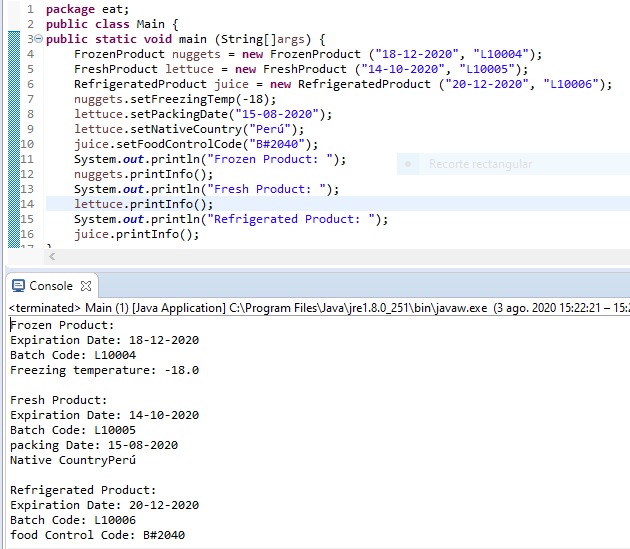 1 package eat;
2 public class Main {
3 public static void main (String[]args) {
4 FrozenProduct nuggets = new FrozenProduct ("18-12-2020", "L10004");
5 FreshProduct lettuce = new FreshProduct ("14-10-2020", "L10005");
6 RefrigeratedProduct juice = new RefrigeratedProduct ("20-12-2020", "L10006");
7 nuggets.setFreezingTemp(-18);
8 lettuce.setPackingDate("15-08-2020");
9 lettuce.setNativeCountry("Perú");
10 juice.setFoodControlCode("B#2040");
11 System.out.println("Frozen Product: ");
Recorte rectangular
12 nuggets.printInfo();
13 System.out.println("Fresh Product: ");
14 lettuce.printInfo();
15 System.out.println("Refrigerated Product: ");
16 juice.printInfo();
17 }
Console
<terminated> Main (1) [Java Application] C:\Program Files\Java\jre1.8.0_251\bin\javaw.exe (3 ago. 2020 15:22:21 – 15:2
Frozen Product:
Expiration Date: 18-12-2020
Batch Code: L10004
Freezing temperature: -18.0
Fresh Product:
Expiration Date: 14-10-2020
Batch Code: L10005
packing Date: 15-08-2020
Native CountryPerú
Refrigerated Product:
Expiration Date: 20-12-2020
Batch Code: L10006
food Control Code: B#2040